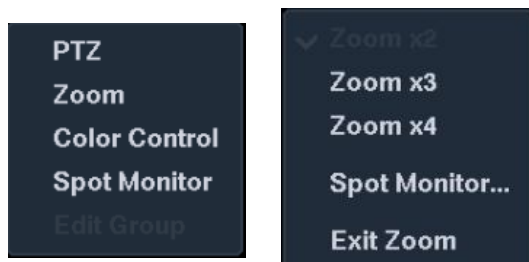 PTZ
Zoom
Color Control
Spot Monitor
Edit Group
Zoom x2
Zoom x3
Zoom x4
Spot Monitor...
Exit Zoom